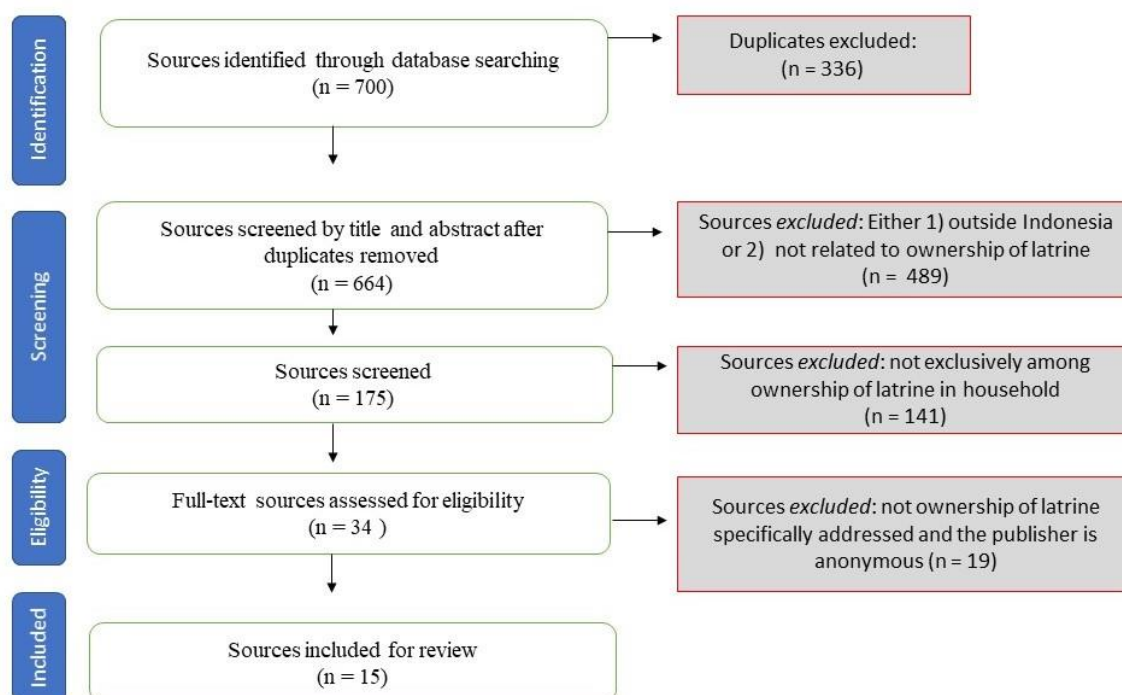 Identification
Sources identified through database searching
(n = 700)
Duplicates excluded:
(n = 336)
Screening
Sources screened by title and abstract after
duplicates removed
(n = 664)
Sources excluded: Either 1) outside Indonesia
or 2) not related to ownership of latrine
(n = 489)
Sources screened
(n = 175)
Sources excluded: not exclusively among
ownership of latrine in household
(n = 141)
Eligibility
Full-text sources assessed for eligibility
(n = 34 )
Sources excluded: not ownership of latrine
specifically addressed and the publisher is
anonymous (n = 19)
Included
Sources included for review
(n = 15)